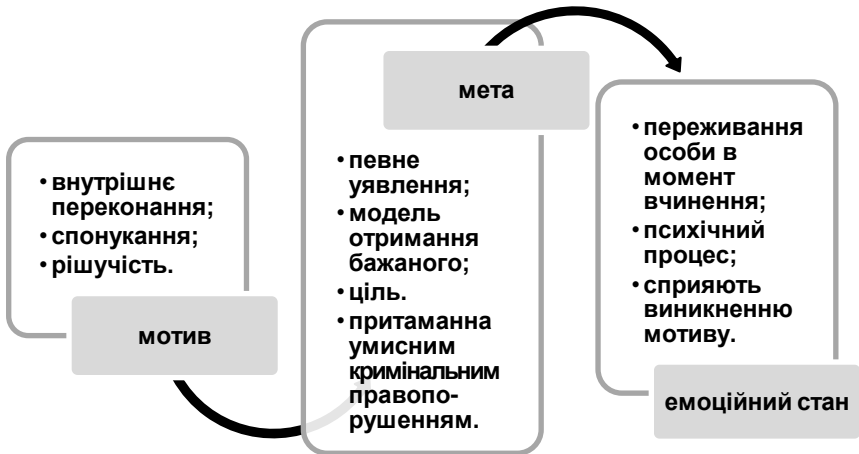 • внутрішнє
переконання;
• спонукання;
• рішучість.
мотив
мета
• певне
уявлення;
• модель
отримання
бажаного;
• ціль.
• притаманна
умисним
кримінальним
правопо-
рушенням.
• переживання
особи в
момент
вчинення;
• психічний
процес;
• сприяють
виникненню
мотиву.
емоційний стан